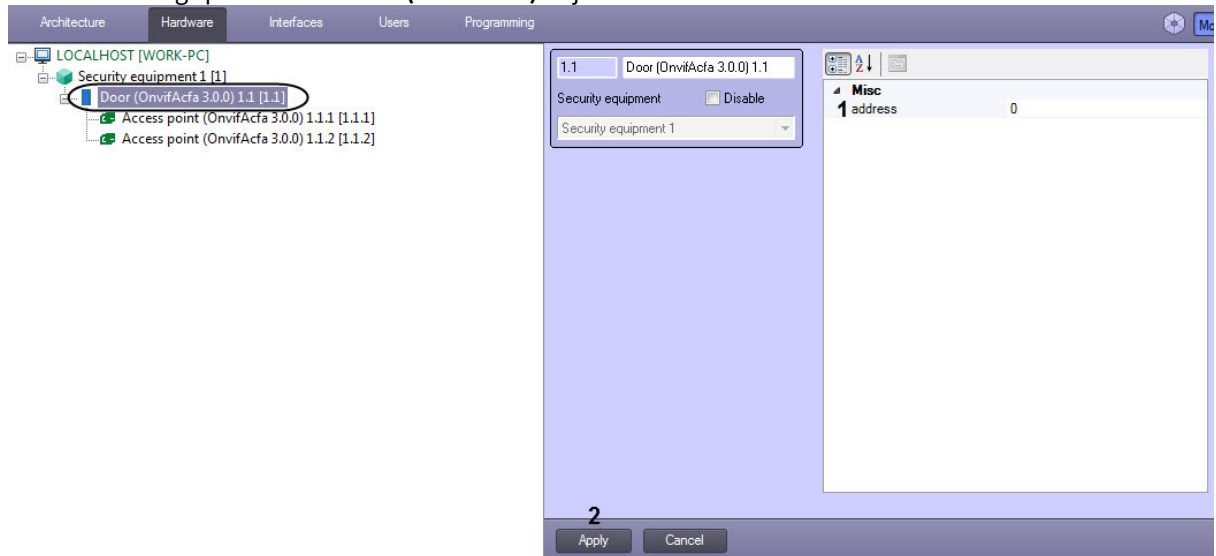 Architecture Hardware Interfaces Users Programming
LOCALHOST [WORK-PC]
Security equipment 1 [1]
Door (OnvifAcfa 3.0.0) 1.1 [1.1]
Access point (OnvifAcfa 3.0.0) 1.1.1 [1.1.1]
Access point (OnvifAcfa 3.0.0) 1.1.2 [1.1.2]
1.1 Door (OnvifAcfa 3.0.0) 1.1
Security equipment Disable
Security equipment 1
Misc
1 address 0
2
Apply Cancel